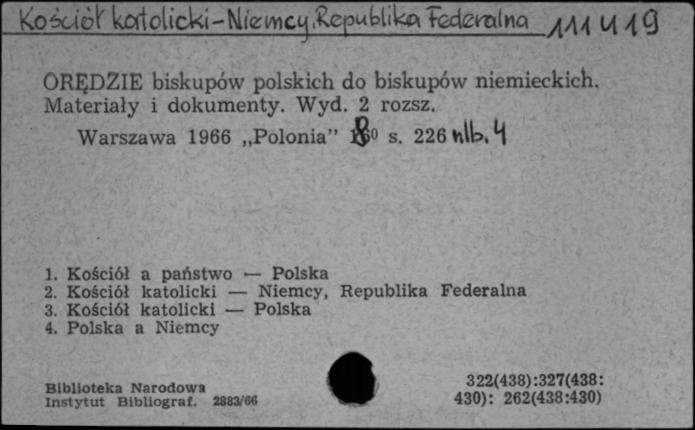 Kościół katolicki-Niemcy, Republika Federalna 111419
ORĘDZIE biskupów polskich do biskupów niemieckich.
Materiały i dokumenty. Wyd. 2 rozsz.
Warszawa 1966 „Polonia” 8⁰ s. 226 nlb. 4
1. Kościół a państwo — Polska
2. Kościół katolicki — Niemcy, Republika Federalna
3. Kościół katolicki — Polska
4. Polska a Niemcy
Biblioteka Narodowa
Instytut Bibliograf. 2883/66
322(438):327(438:
430): 262(438:430)